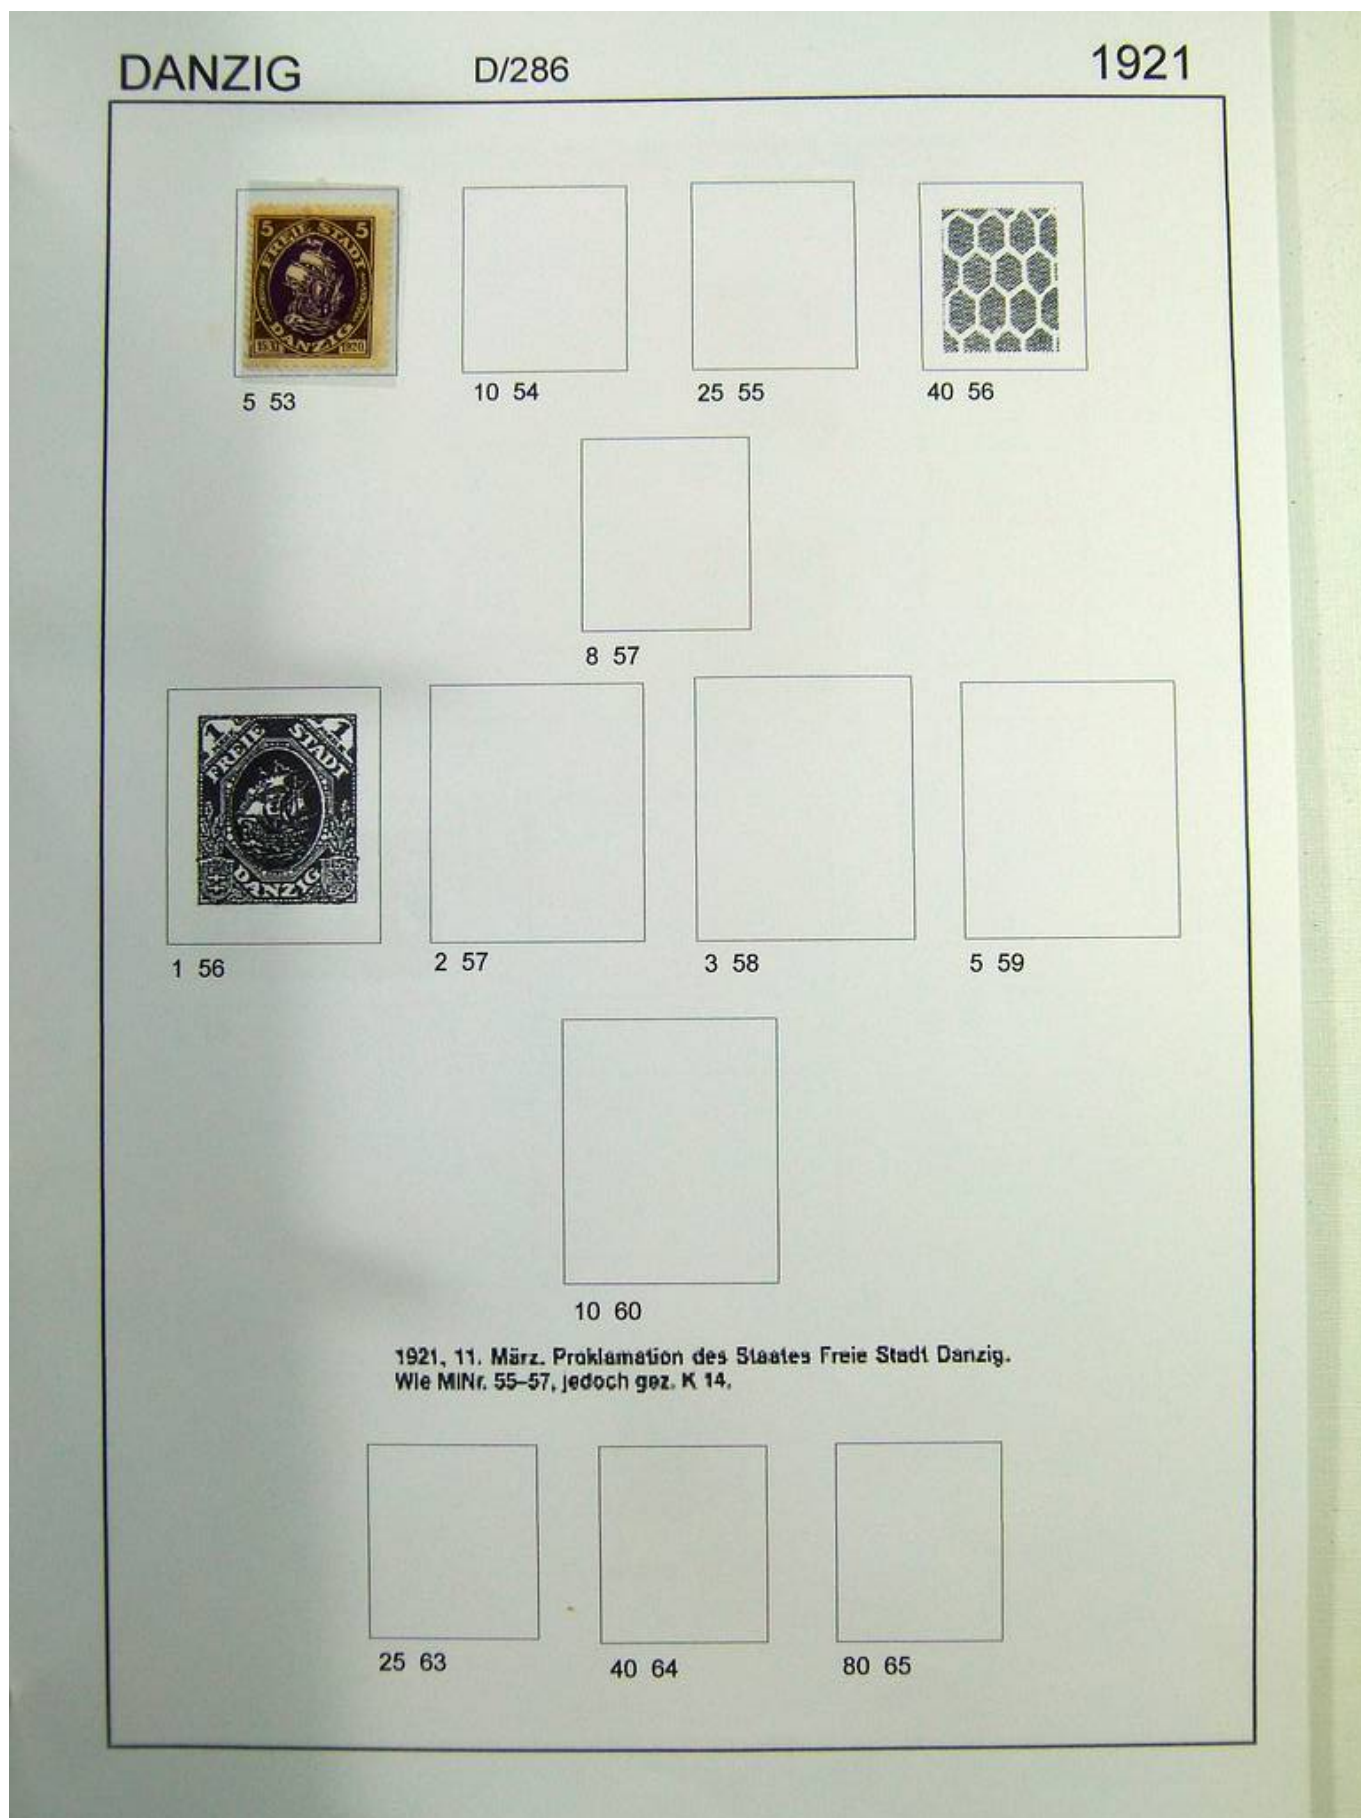 DANZIG D/286 1921
5 5
FREIE STADT
DANZIG
15.XI 1920
5 53 10 54 25 55 40 56
8 57
1 1
FREIE STADT
DANZIG
1 56 2 57 3 58 5 59
10 60
1921, 11. März. Proklamation des Staates Freie Stadt Danzig.
Wie MiNr. 55–57, jedoch gez. K 14.
25 63 40 64 80 65